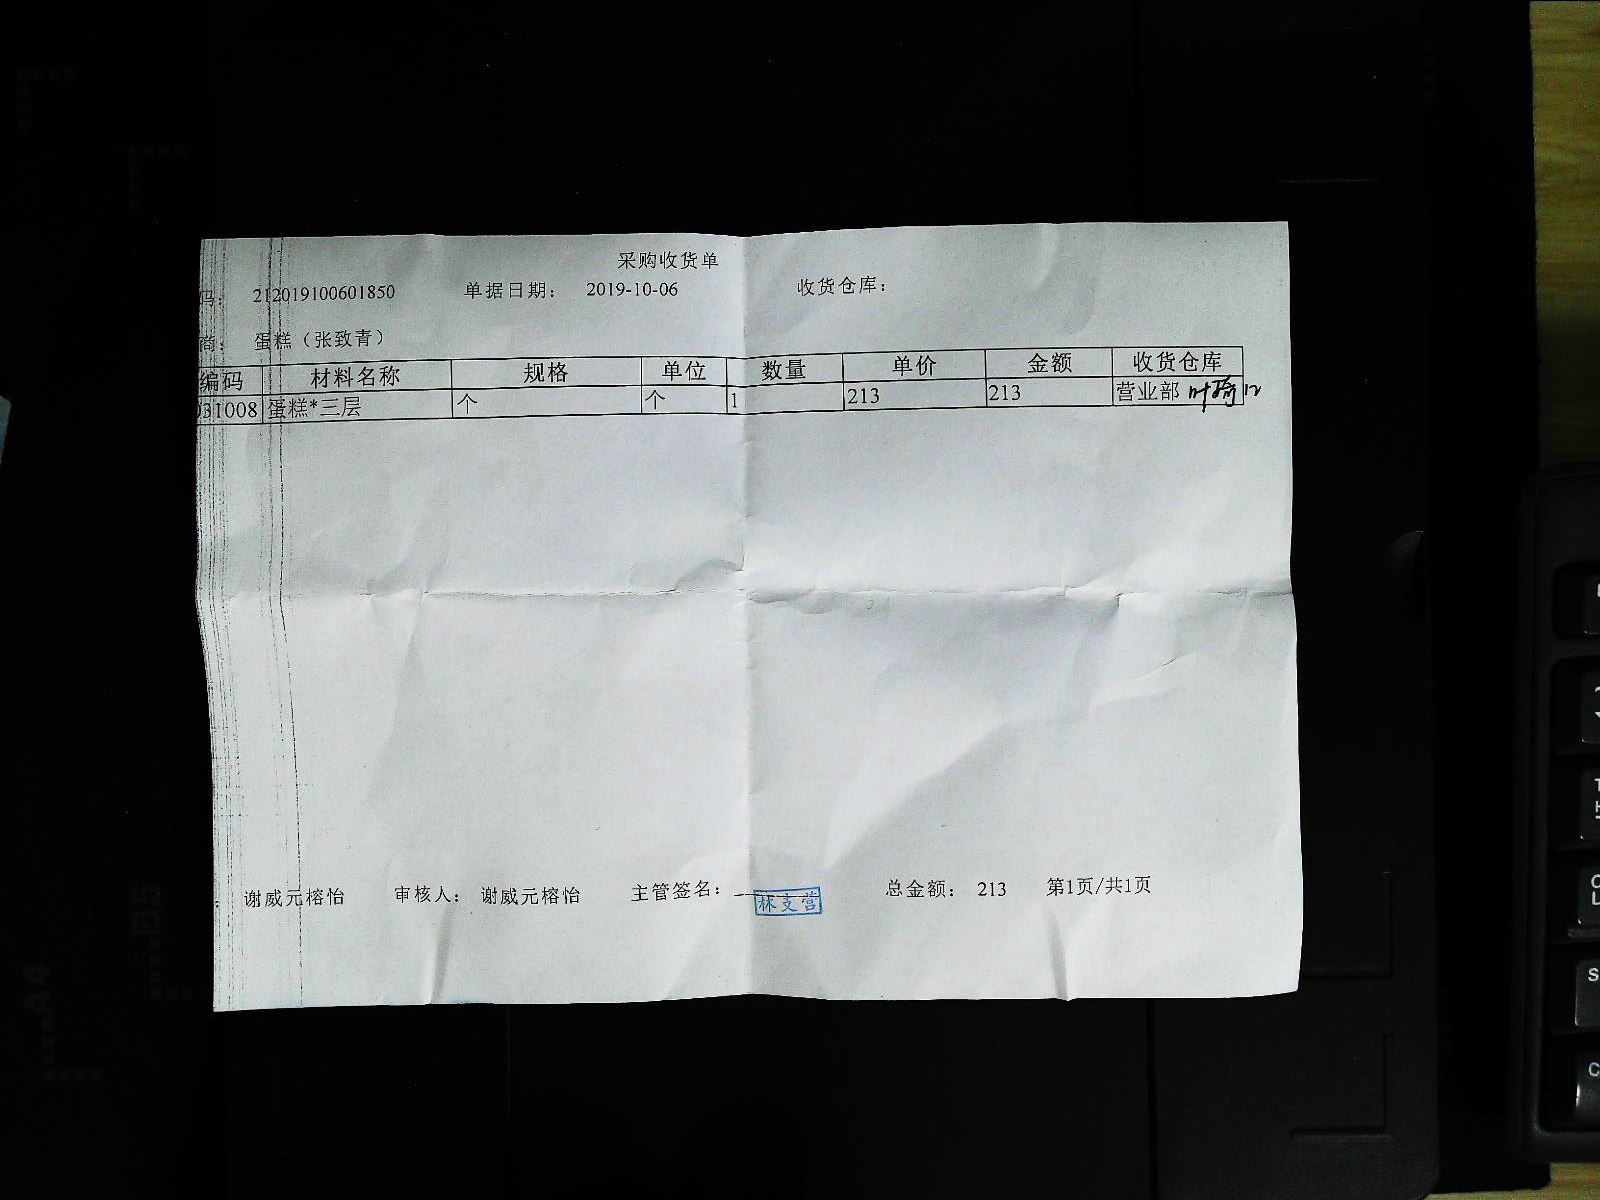 采购收货单
码： 212019100601850 单据日期： 2019-10-06 收货仓库：
商： 蛋糕（张致青）
编码 材料名称 规格 单位 数量 单价 金额 收货仓库
031008 蛋糕*三层 个 个 1 213 213 营业部
： 谢威元榕怡 审核人： 谢威元榕怡 主管签名： 林支营 总金额： 213 第1页/共1页